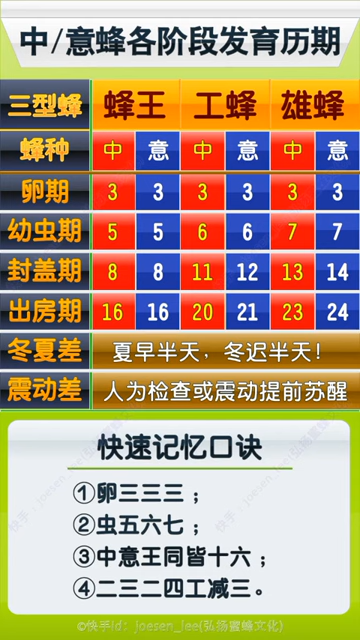 中/意蜂各阶段发育历期
三型蜂 蜂王 工蜂 雄蜂
蜂种 中 意 中 意 中 意
卵期 3 3 3 3 3 3
幼虫期 5 5 6 6 7 7
封盖期 8 8 11 12 13 14
出房期 16 16 20 21 23 24
冬夏差 夏早半天，冬迟半天！
震动差 人为检查或震动提前苏醒
快速记忆口诀
①卵三三三；
②虫五六七；
③中意王同皆十六；
④二三二四工减三。
©快手id：joesen_lee(弘扬蜜蜂文化)